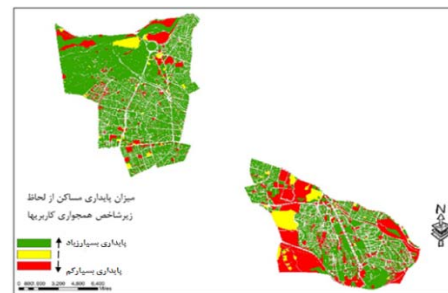 میزان پایداری مساکن از لحاظ
زیرشاخص همجواری کاربریها
پایداری بسیارزیاد
پایداری بسیارکم
N